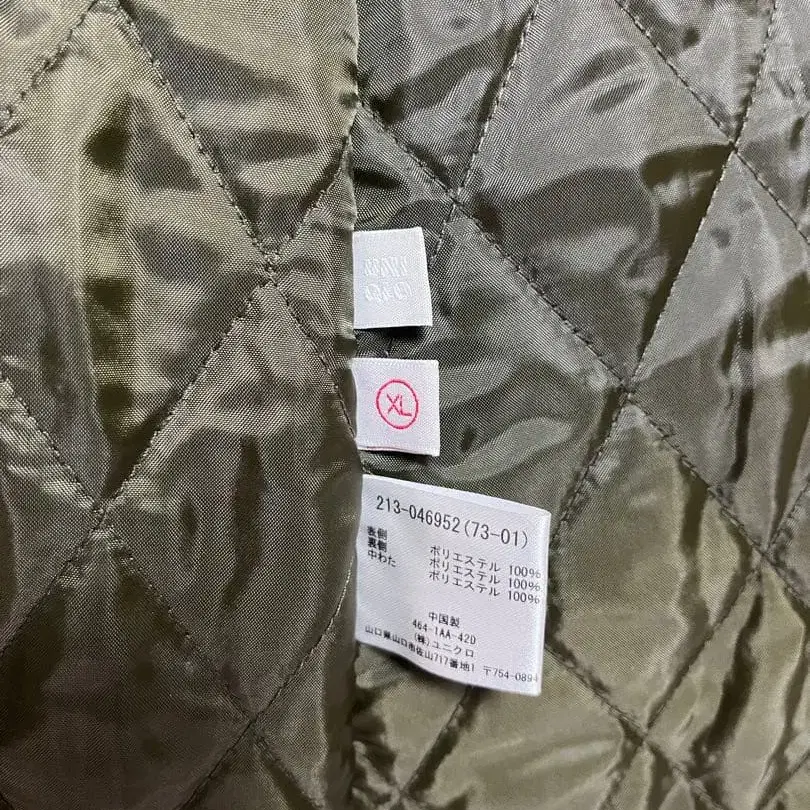 UNI
QLO
XL
213-046952(73-01)
表側 ポリエステル 100%
裏側 ポリエステル 100%
中わた ポリエステル 100%
中国製
464-1AA-42D
(株)ユニクロ
山口県山口市佐山717番地1 〒754-0894